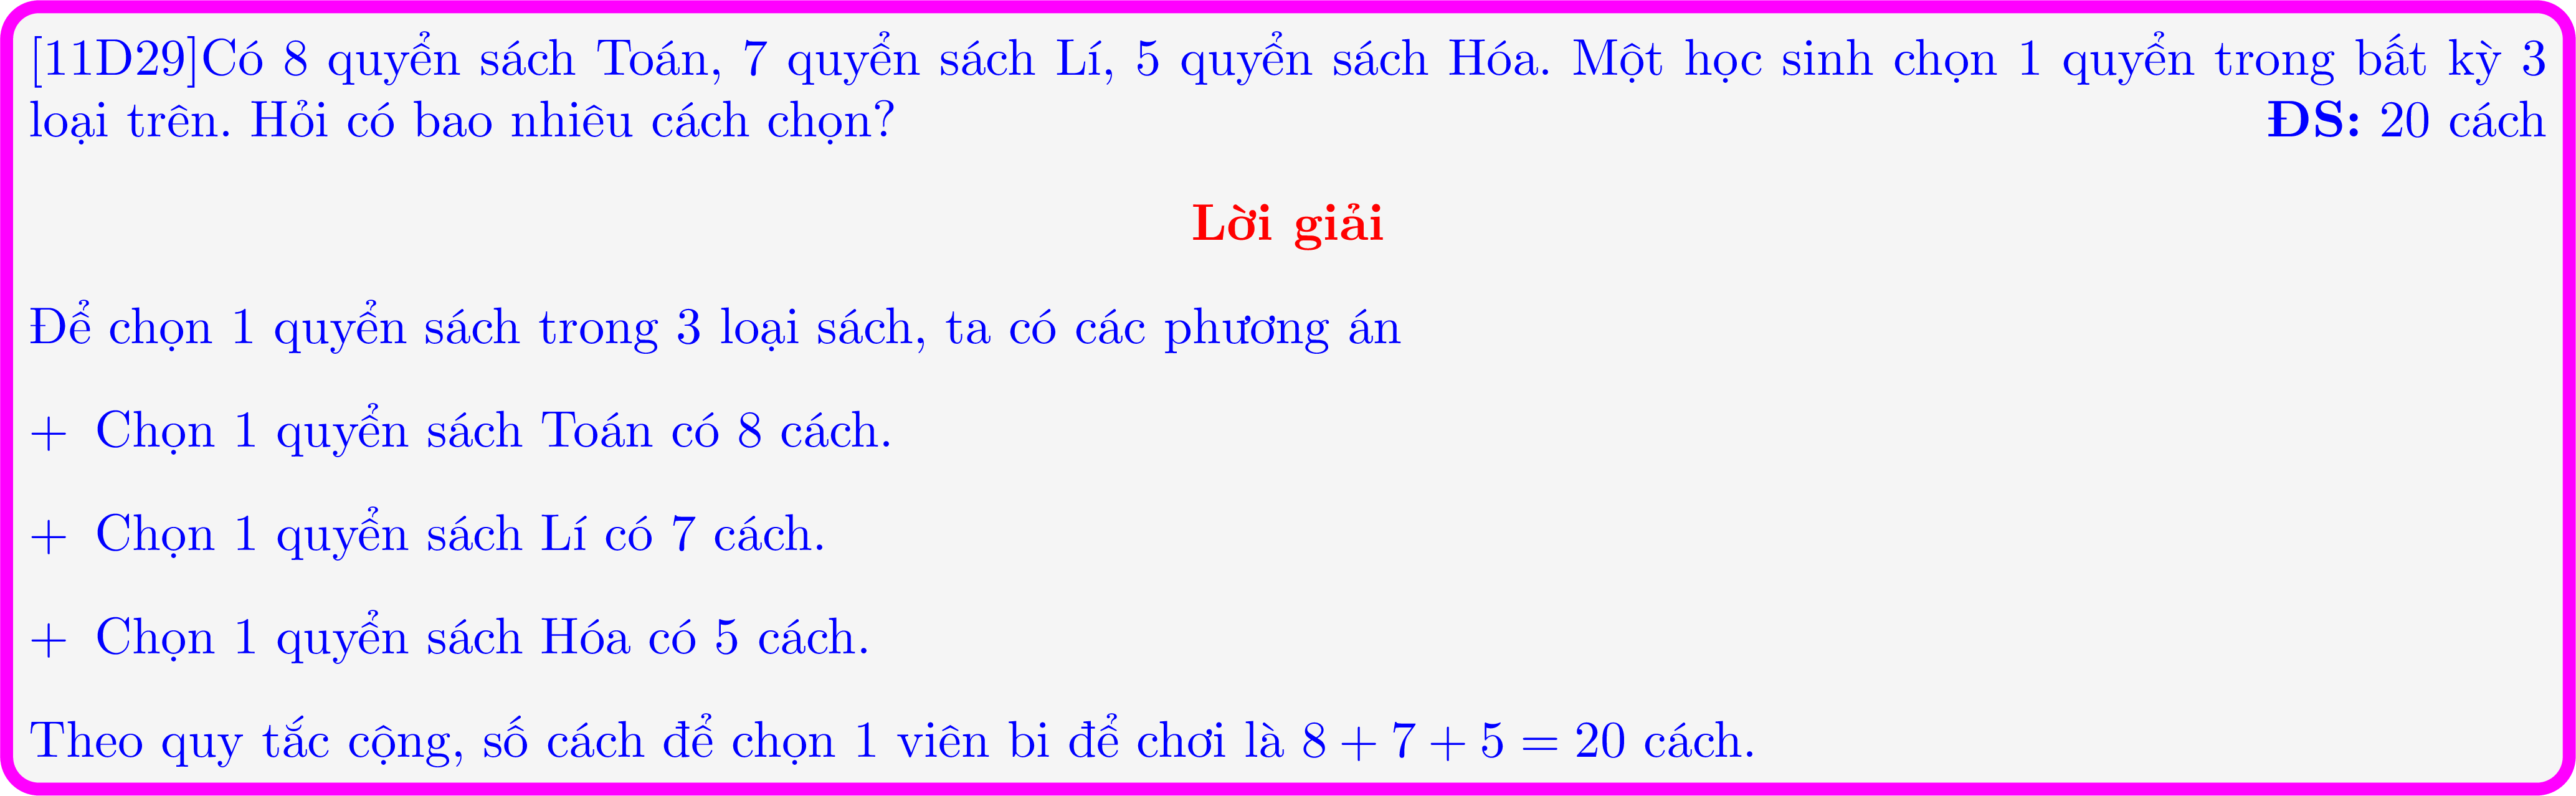 [11D29]Có 8 quyển sách Toán, 7 quyển sách Lí, 5 quyển sách Hóa. Một học sinh chọn 1 quyển trong bất kỳ 3
loại trên. Hỏi có bao nhiêu cách chọn? ĐS: 20 cách
Lời giải
Để chọn 1 quyển sách trong 3 loại sách, ta có các phương án
+ Chọn 1 quyển sách Toán có 8 cách.
+ Chọn 1 quyển sách Lí có 7 cách.
+ Chọn 1 quyển sách Hóa có 5 cách.
Theo quy tắc cộng, số cách để chọn 1 viên bi để chơi là 8 + 7 + 5 = 20 cách.